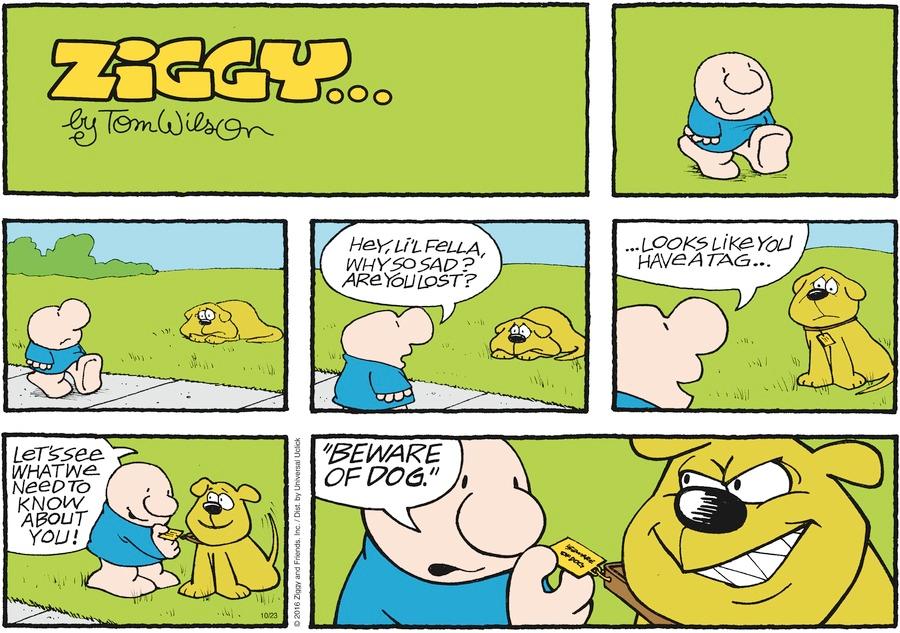 ZiGGY...
by Tom Wilson
HEY, LI'L FELLA,
WHY SO SAD?
ARE YOU LOST?
...LOOKS LIKE YOU
HAVE A TAG...
LET'S SEE
WHAT WE
NEED TO
KNOW
ABOUT
YOU!
10/23
© 2016 Ziggy and Friends, Inc. / Dist. by Universal Uclick
"BEWARE
OF DOG."
BEWARE
OF DOG